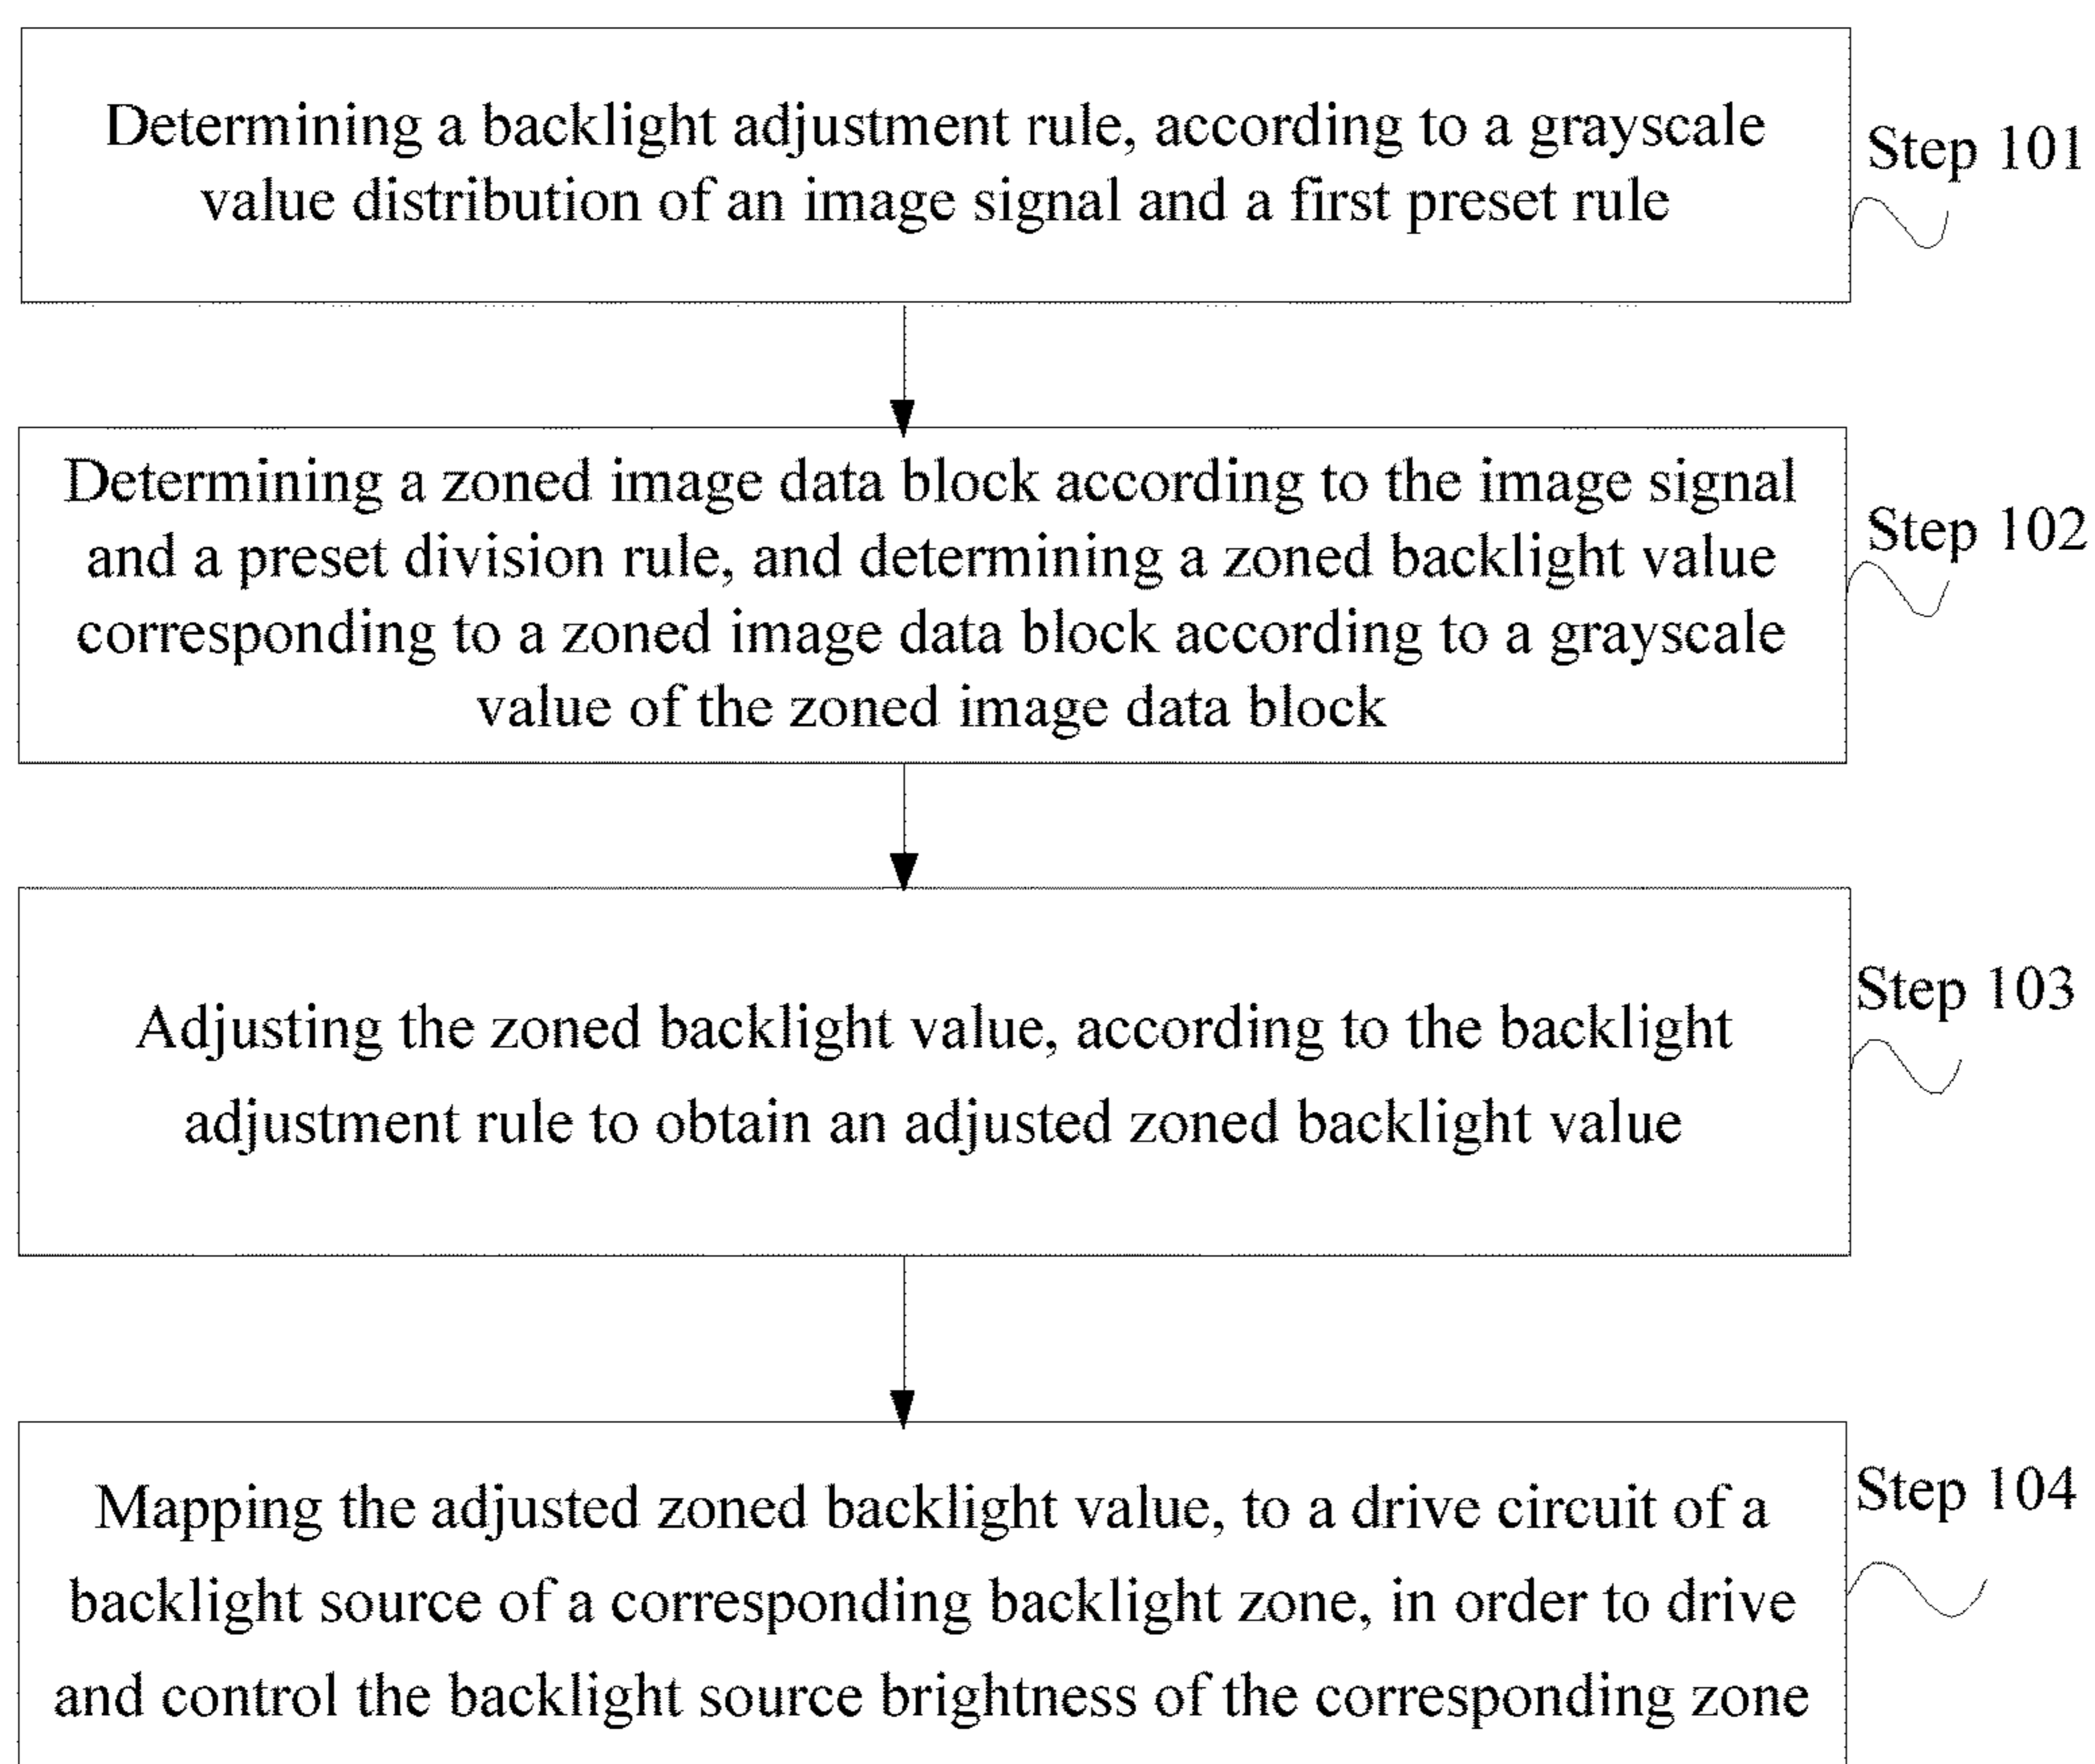 Determining a backlight adjustment rule, according to a grayscale
value distribution of an image signal and a first preset rule
Step 101
Determining a zoned image data block according to the image signal
and a preset division rule, and determining a zoned backlight value
corresponding to a zoned image data block according to a grayscale
value of the zoned image data block
Step 102
Adjusting the zoned backlight value, according to the backlight
adjustment rule to obtain an adjusted zoned backlight value
Step 103
Mapping the adjusted zoned backlight value, to a drive circuit of a
backlight source of a corresponding backlight zone, in order to drive
and control the backlight source brightness of the corresponding zone
Step 104